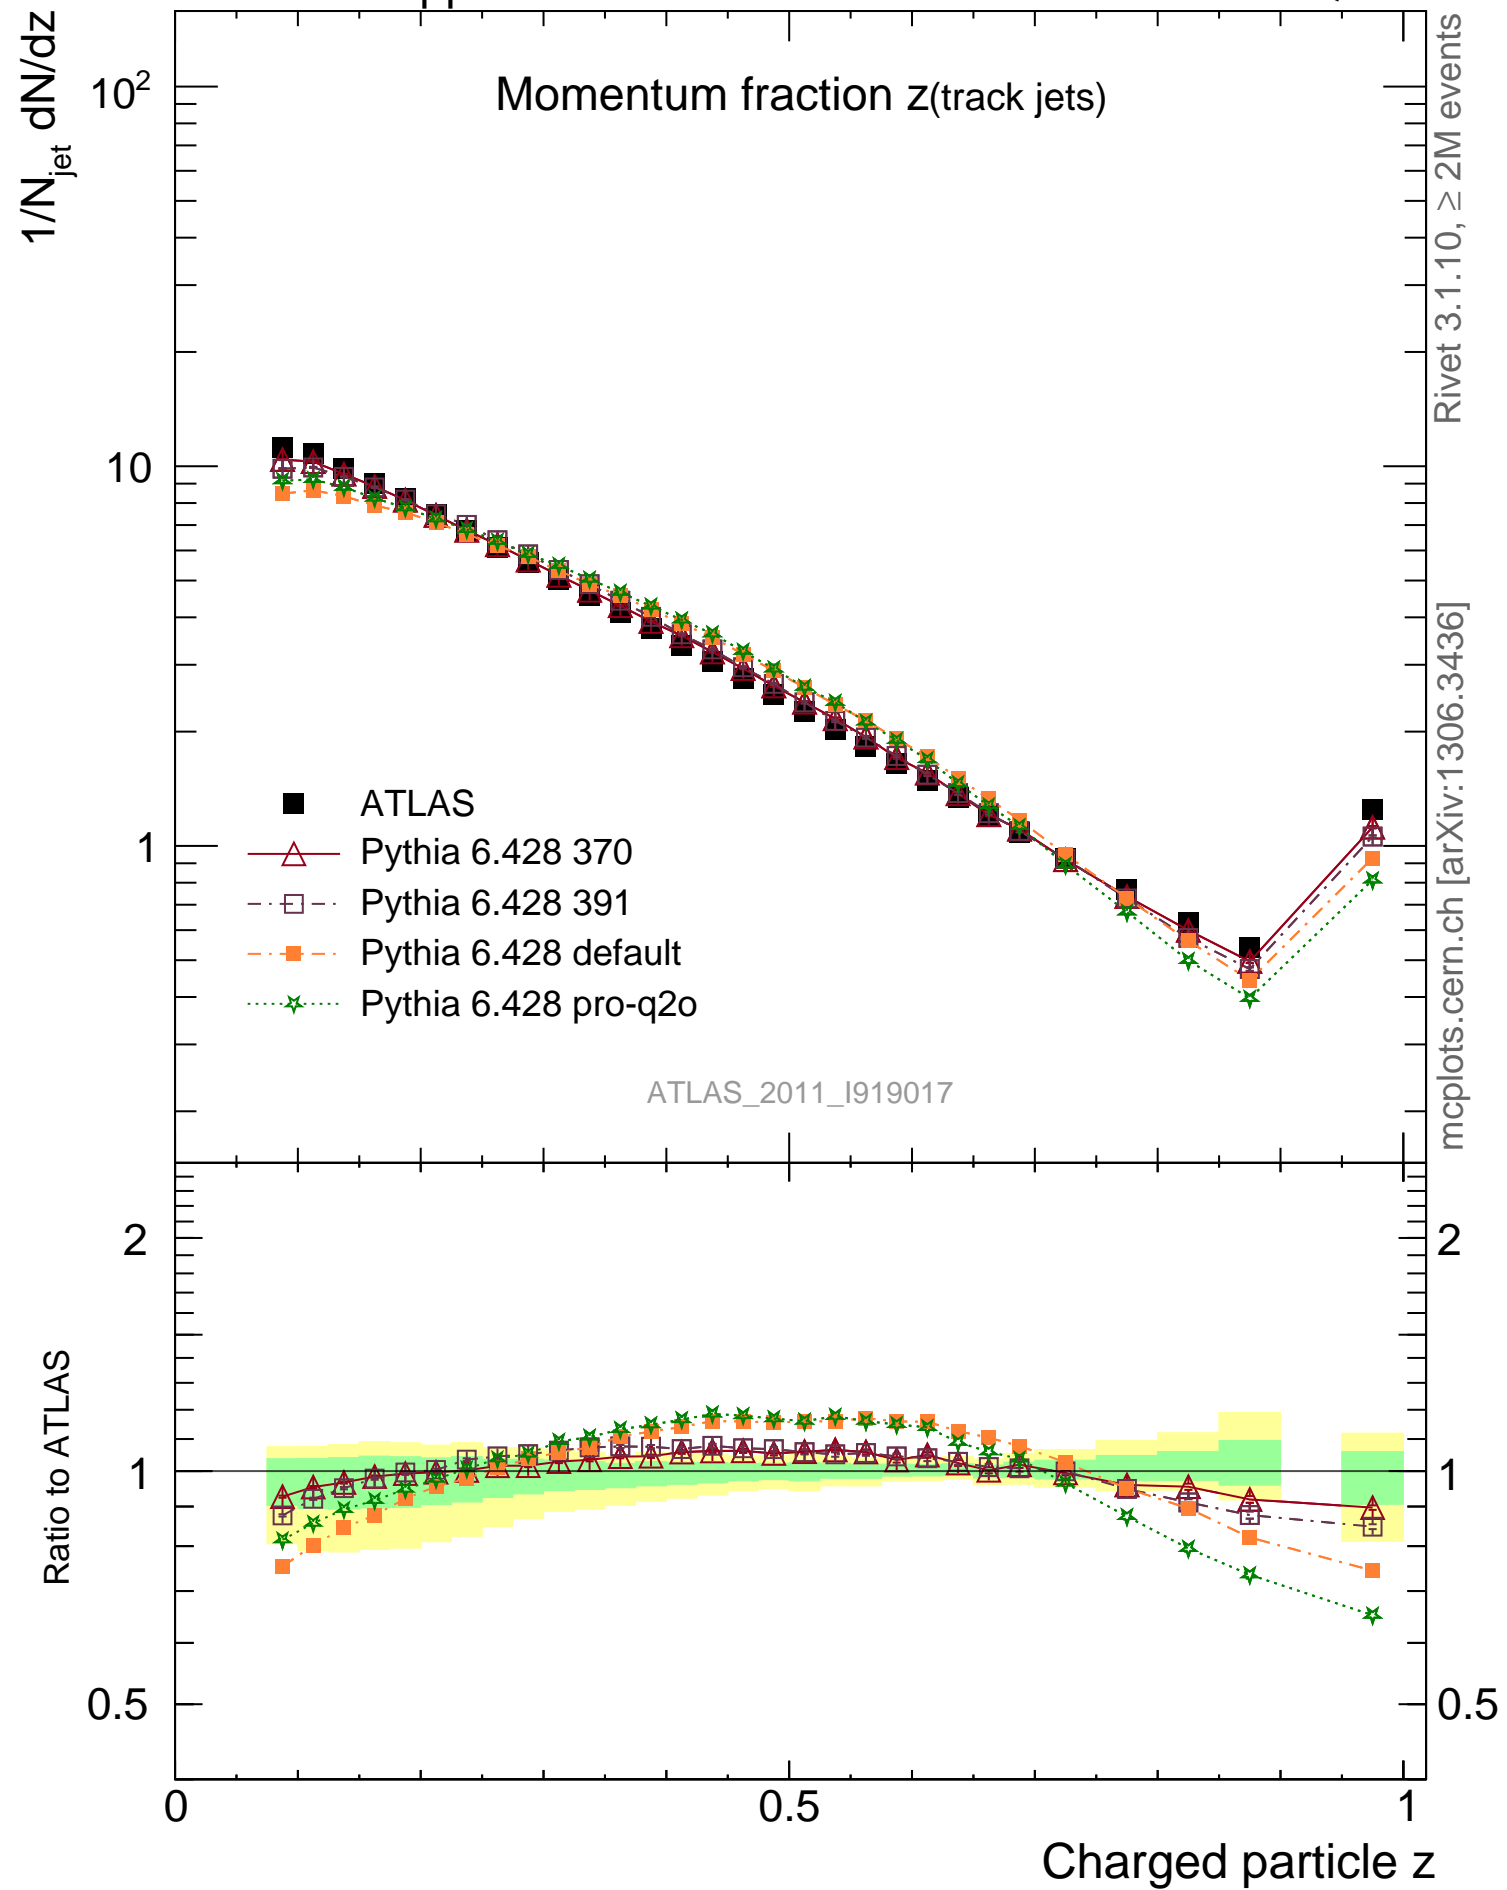 1/N_jet dN/dz
Momentum fraction z(track jets)
10²
10
1
ATLAS
Pythia 6.428 370
Pythia 6.428 391
Pythia 6.428 default
Pythia 6.428 pro-q2o
ATLAS_2011_I919017
Rivet 3.1.10, ≥ 2M events
mcplots.cern.ch [arXiv:1306.3436]
Ratio to ATLAS
2
1
0.5
2
1
0.5
0
0.5
1
Charged particle z